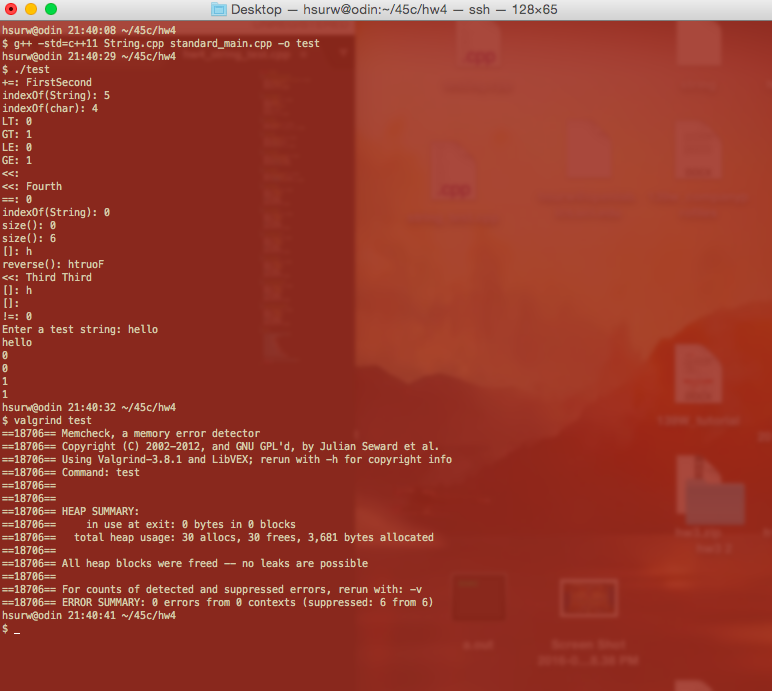 Desktop — hsurw@odin:~/45c/hw4 — ssh — 128×65
hsurw@odin 21:40:08 ~/45c/hw4
$ g++ -std=c++11 String.cpp standard_main.cpp -o test
hsurw@odin 21:40:29 ~/45c/hw4
$ ./test
+=: FirstSecond
indexOf(String): 5
indexOf(char): 4
LT: 0
GT: 1
LE: 0
GE: 1
<<:
<<: Fourth
==: 0
indexOf(String): 0
size(): 0
size(): 6
[]: h
reverse(): htruoF
<<: Third Third
[]: h
[]:
!=: 0
Enter a test string: hello
hello
0
0
1
1
hsurw@odin 21:40:32 ~/45c/hw4
$ valgrind test
==18706== Memcheck, a memory error detector
==18706== Copyright (C) 2002-2012, and GNU GPL'd, by Julian Seward et al.
==18706== Using Valgrind-3.8.1 and LibVEX; rerun with -h for copyright info
==18706== Command: test
==18706==
==18706==
==18706== HEAP SUMMARY:
==18706==     in use at exit: 0 bytes in 0 blocks
==18706==   total heap usage: 30 allocs, 30 frees, 3,681 bytes allocated
==18706==
==18706== All heap blocks were freed -- no leaks are possible
==18706==
==18706== For counts of detected and suppressed errors, rerun with: -v
==18706== ERROR SUMMARY: 0 errors from 0 contexts (suppressed: 6 from 6)
hsurw@odin 21:40:41 ~/45c/hw4
$ _